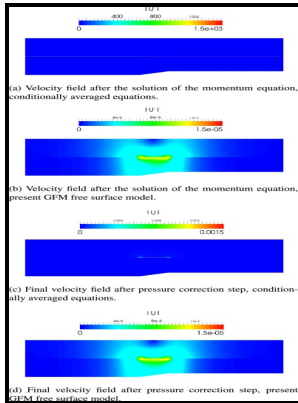 |U|
400 800
0 1.5e+03
(a) Velocity field after the solution of the momentum equation,
conditionally averaged equations.
|U|
0 1.5e-05
(b) Velocity field after the solution of the momentum equation,
present GFM free surface model.
|U|
0 0.0015
(c) Final velocity field after pressure correction step, condition-
ally averaged equations.
|U|
0 1.5e-05
(d) Final velocity field after pressure correction step, present
GFM free surface model.